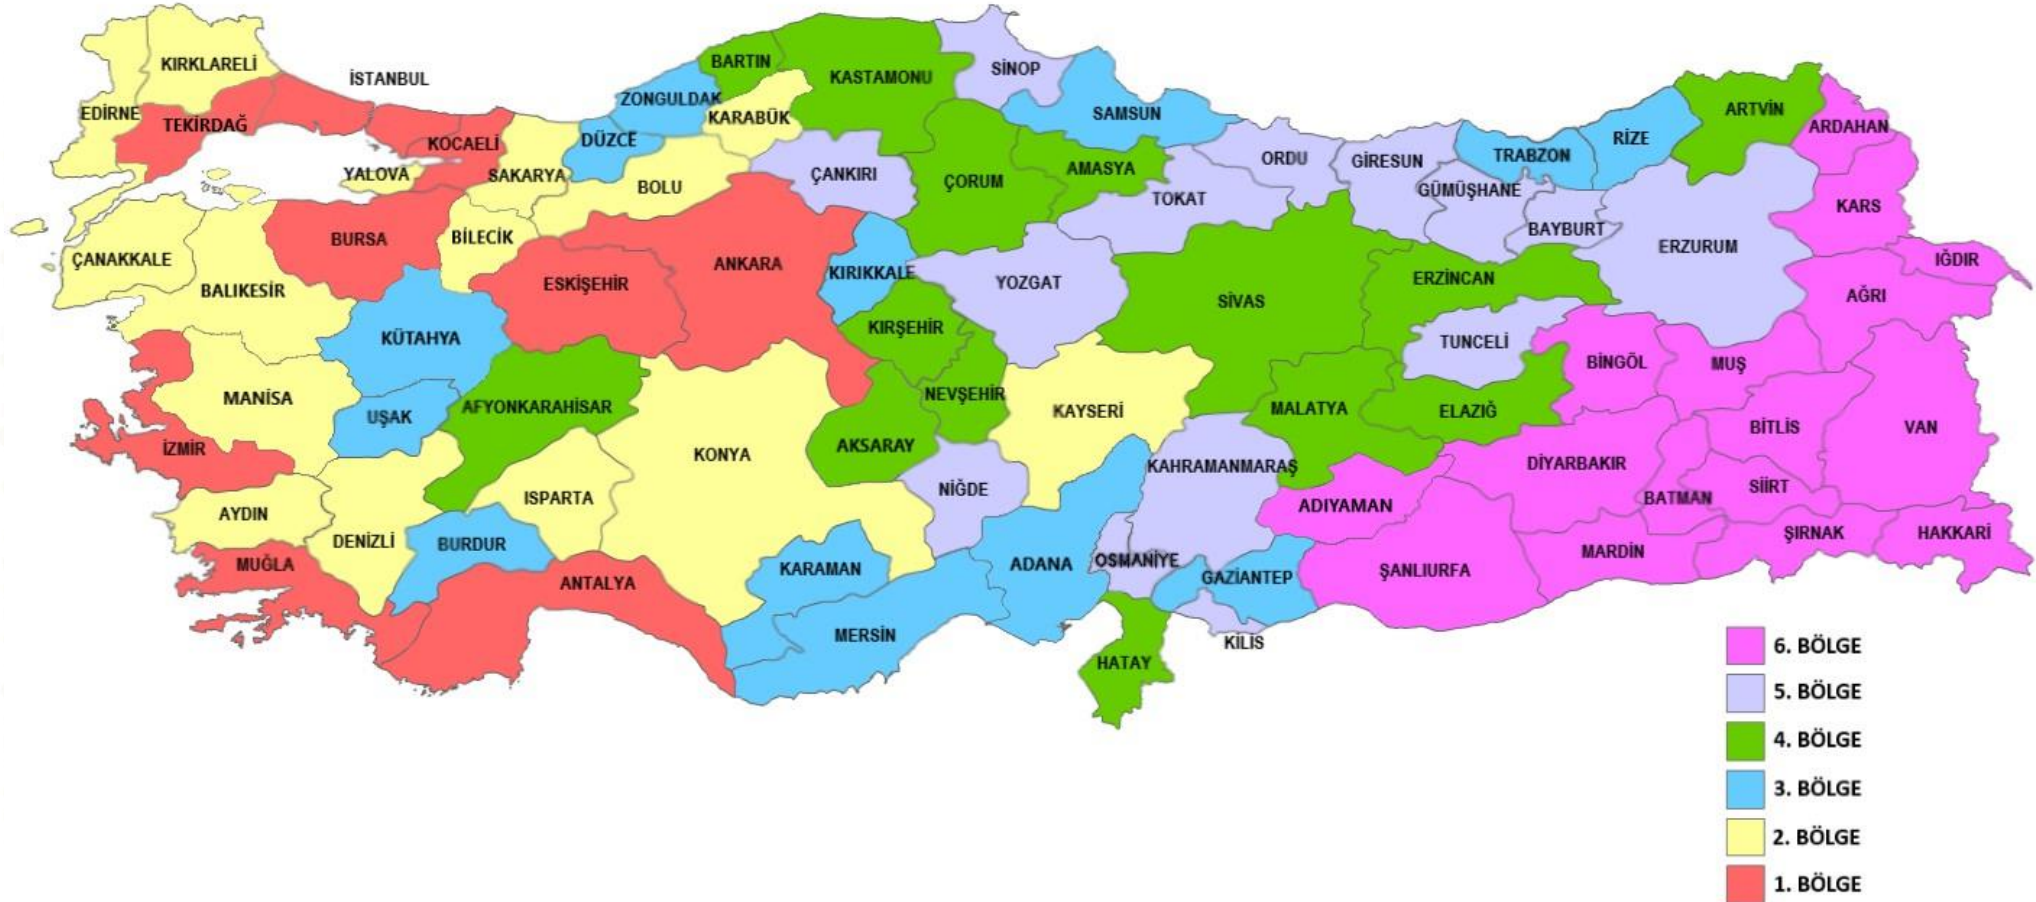 KIRKLARELİ
İSTANBUL
EDİRNE
TEKİRDAĞ
KOCAELİ
YALOVA
SAKARYA
DÜZCE
ZONGULDAK
BARTIN
KARABÜK
KASTAMONU
SİNOP
SAMSUN
BOLU
ÇANKIRI
ÇORUM
AMASYA
TOKAT
ORDU
GİRESUN
GÜMÜŞHANE
TRABZON
RİZE
ARTVİN
ARDAHAN
BAYBURT
ERZURUM
KARS
IĞDIR
AĞRI
ÇANAKKALE
BALIKESİR
BURSA
BİLECİK
ESKİŞEHİR
ANKARA
KIRIKKALE
YOZGAT
SİVAS
ERZİNCAN
TUNCELİ
BİNGÖL
MUŞ
KÜTAHYA
KIRŞEHİR
MANİSA
UŞAK
AFYONKARAHİSAR
NEVŞEHİR
KAYSERİ
MALATYA
ELAZIĞ
BİTLİS
VAN
İZMİR
KONYA
AKSARAY
NİĞDE
KAHRAMANMARAŞ
DİYARBAKIR
BATMAN
SİİRT
ADIYAMAN
AYDIN
DENİZLİ
ISPARTA
BURDUR
MUĞLA
ANTALYA
KARAMAN
MERSİN
ADANA
OSMANİYE
GAZİANTEP
ŞANLIURFA
MARDİN
ŞIRNAK
HAKKARİ
HATAY
KİLİS
6. BÖLGE
5. BÖLGE
4. BÖLGE
3. BÖLGE
2. BÖLGE
1. BÖLGE